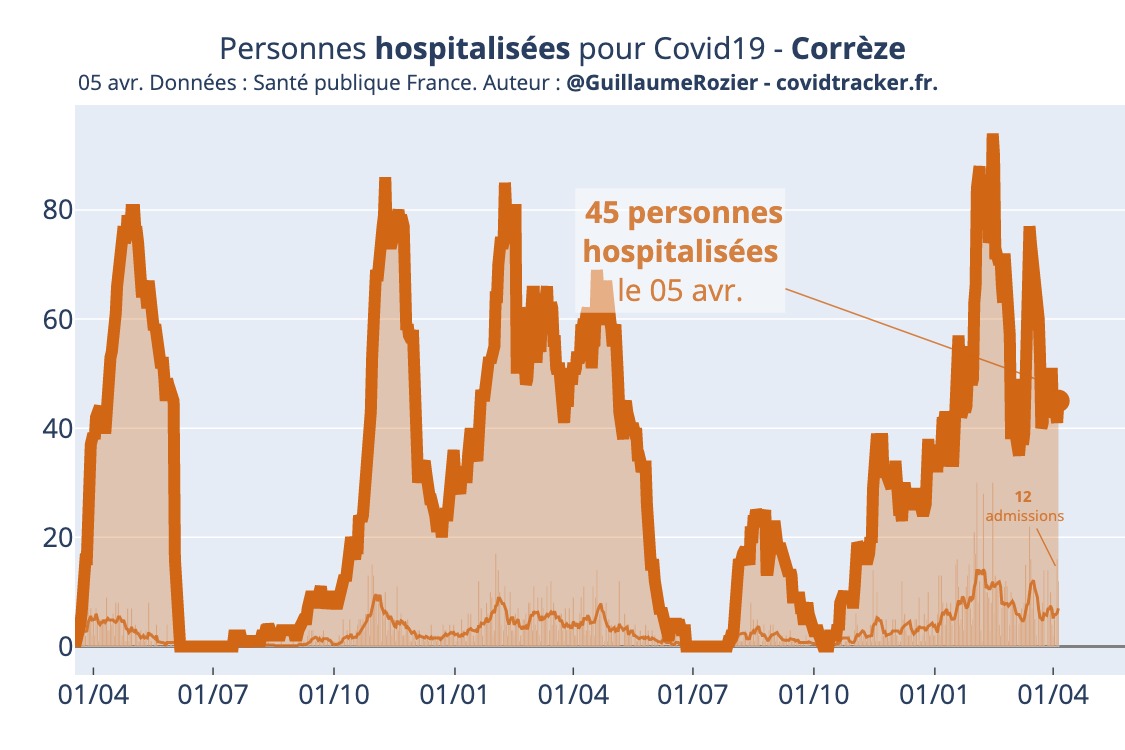 Personnes hospitalisées pour Covid19 - Corrèze
05 avr. Données : Santé publique France. Auteur : @GuillaumeRozier - covidtracker.fr.
80
60
40
20
0
45 personnes
hospitalisées
le 05 avr.
12
admissions
01/04 01/07 01/10 01/01 01/04 01/07 01/10 01/01 01/04